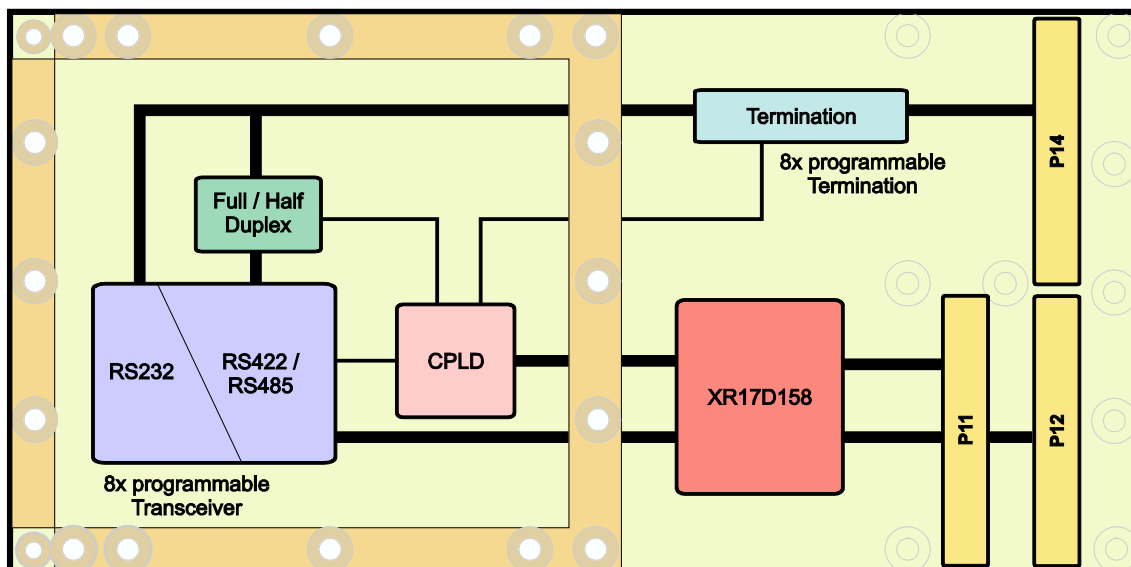 Termination
8x programmable
Termination
P14
Full / Half
Duplex
RS232
RS422 /
RS485
CPLD
XR17D158
P11
P12
8x programmable
Transceiver